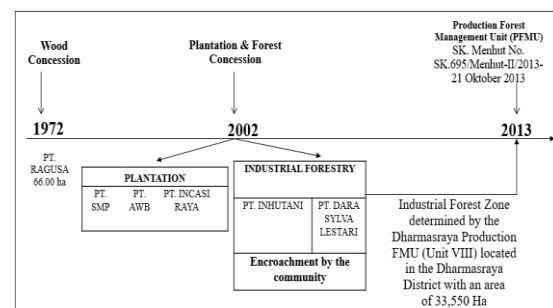 Wood
Concession
Plantation & Forest
Concession
Production Forest
Management Unit (PFMU)
SK. Menhut No.
SK.695/Menhut-II/2013-
21 Oktober 2013
1972
2002
2013
PT.
RAGUSA
66.00 ha
PLANTATION
PT.
SMP
PT.
AWB
PT. INCASI
RAYA
INDUSTRIAL FORESTRY
PT. INHUTANI
PT. DARA
SYLVA
LESTARI
Encroachment by the
community
Industrial Forest Zone
determined by the
Dharmasraya Production
FMU (Unit VIII) located
in the Dharmasraya
District with an area
of 33,550 Ha